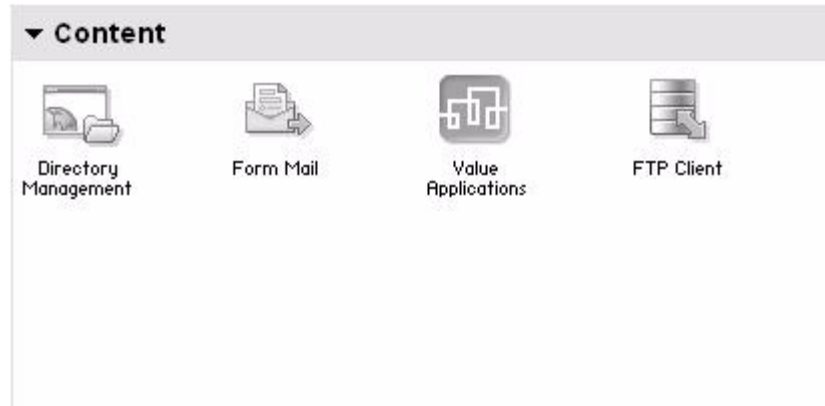 Content
Directory
Management
Form Mail
Value
Applications
FTP Client